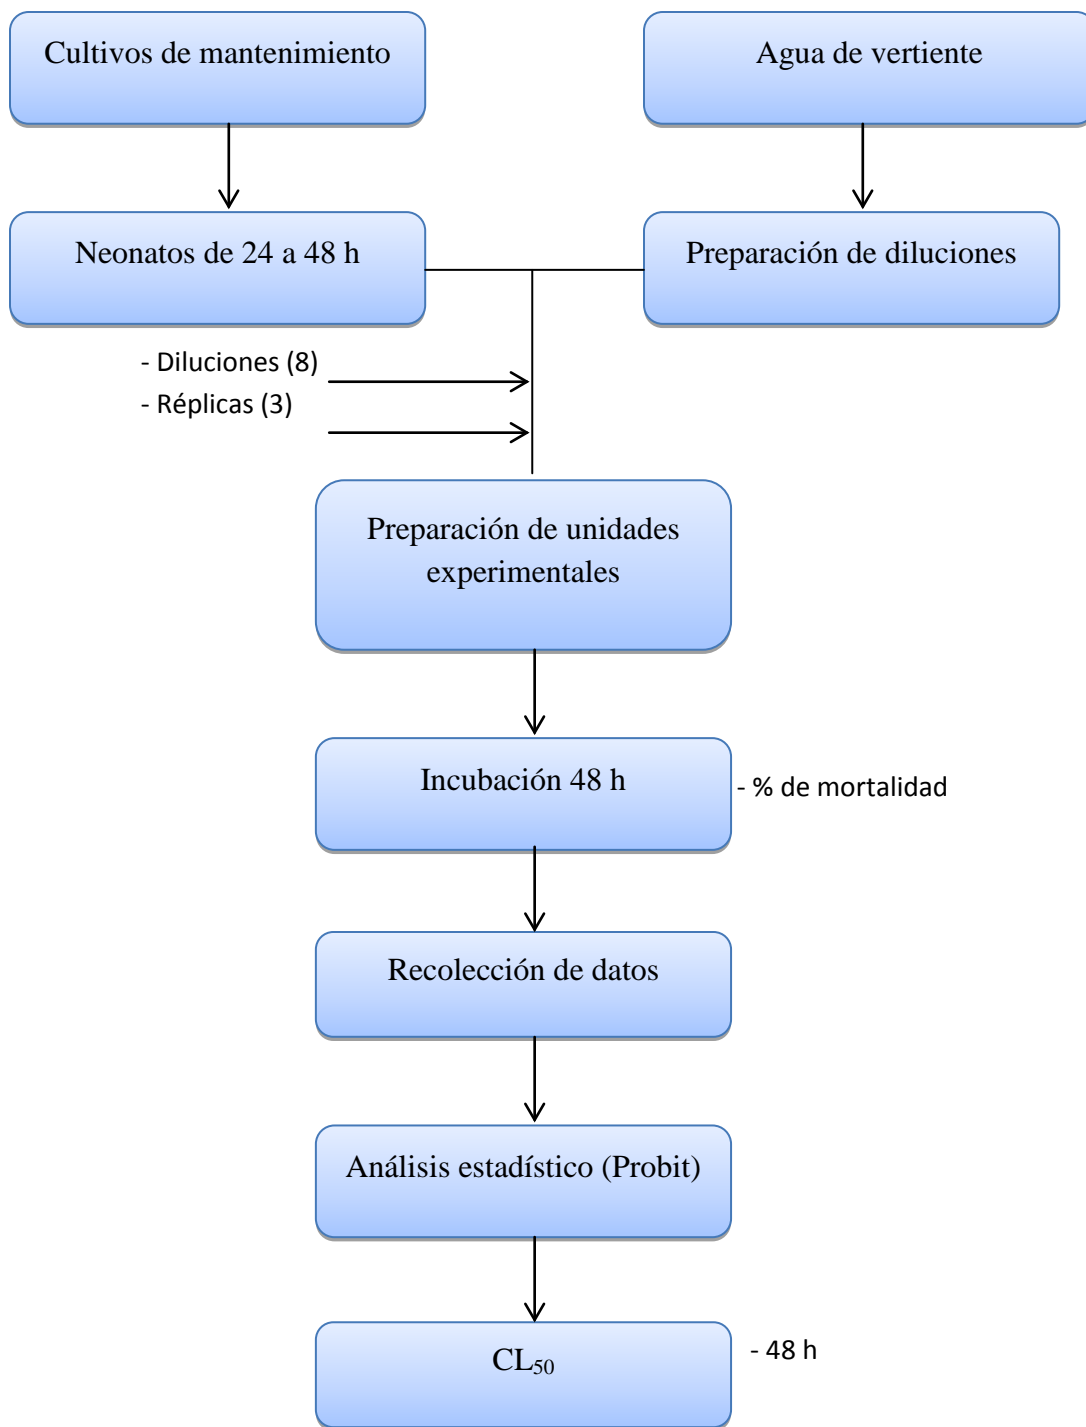 Cultivos de mantenimiento
Agua de vertiente
Neonatos de 24 a 48 h
Preparación de diluciones
- Diluciones (8)
- Réplicas (3)
Preparación de unidades
experimentales
Incubación 48 h
- % de mortalidad
Recolección de datos
Análisis estadístico (Probit)
CL₅₀
- 48 h